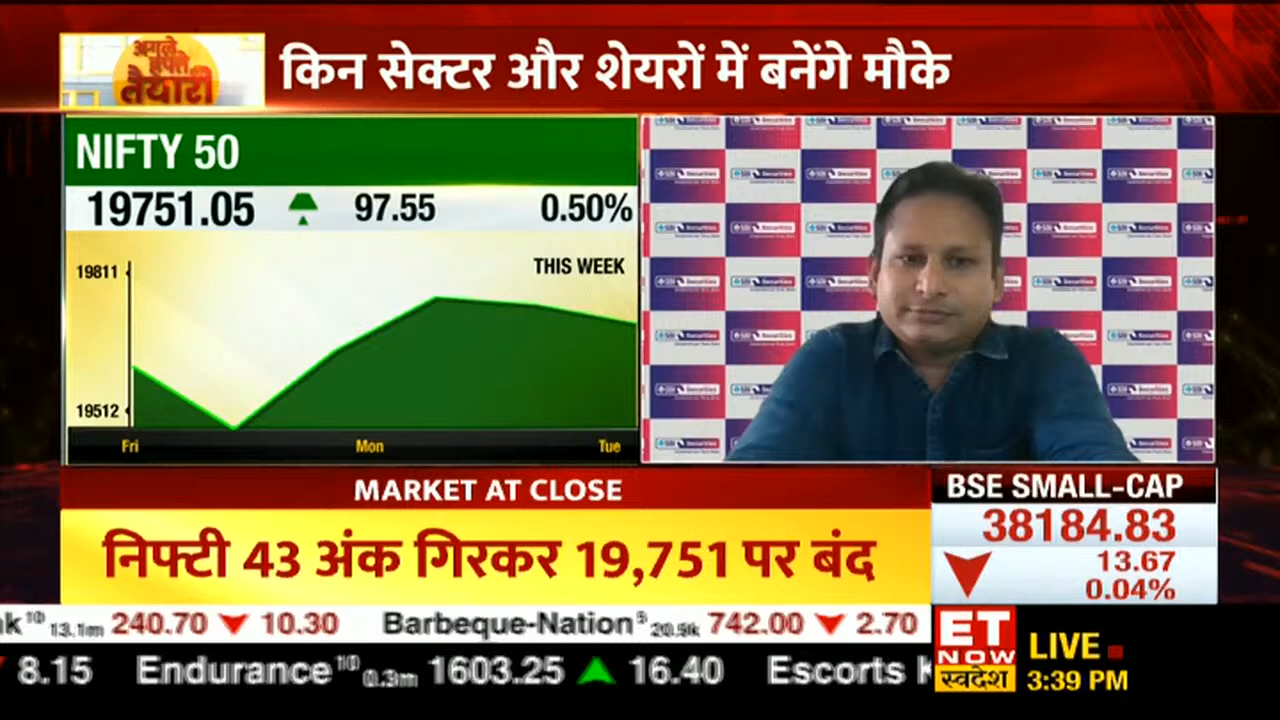 अगले
हफ्ते
की
तैयारी
किन सेक्टर और शेयरों में बनेंगे मौके
NIFTY 50
19751.05 97.55 0.50%
THIS WEEK
19811
19512
Fri Mon Tue
SBI Securities
MARKET AT CLOSE
निफ्टी 43 अंक गिरकर 19,751 पर बंद
BSE SMALL-CAP
38184.83
13.67
0.04%
240.70 10.30 Barbeque-Nation 742.00 2.70
8.15 Endurance 1603.25 16.40 Escorts
ET
NOW
स्वदेश
LIVE
3:39 PM